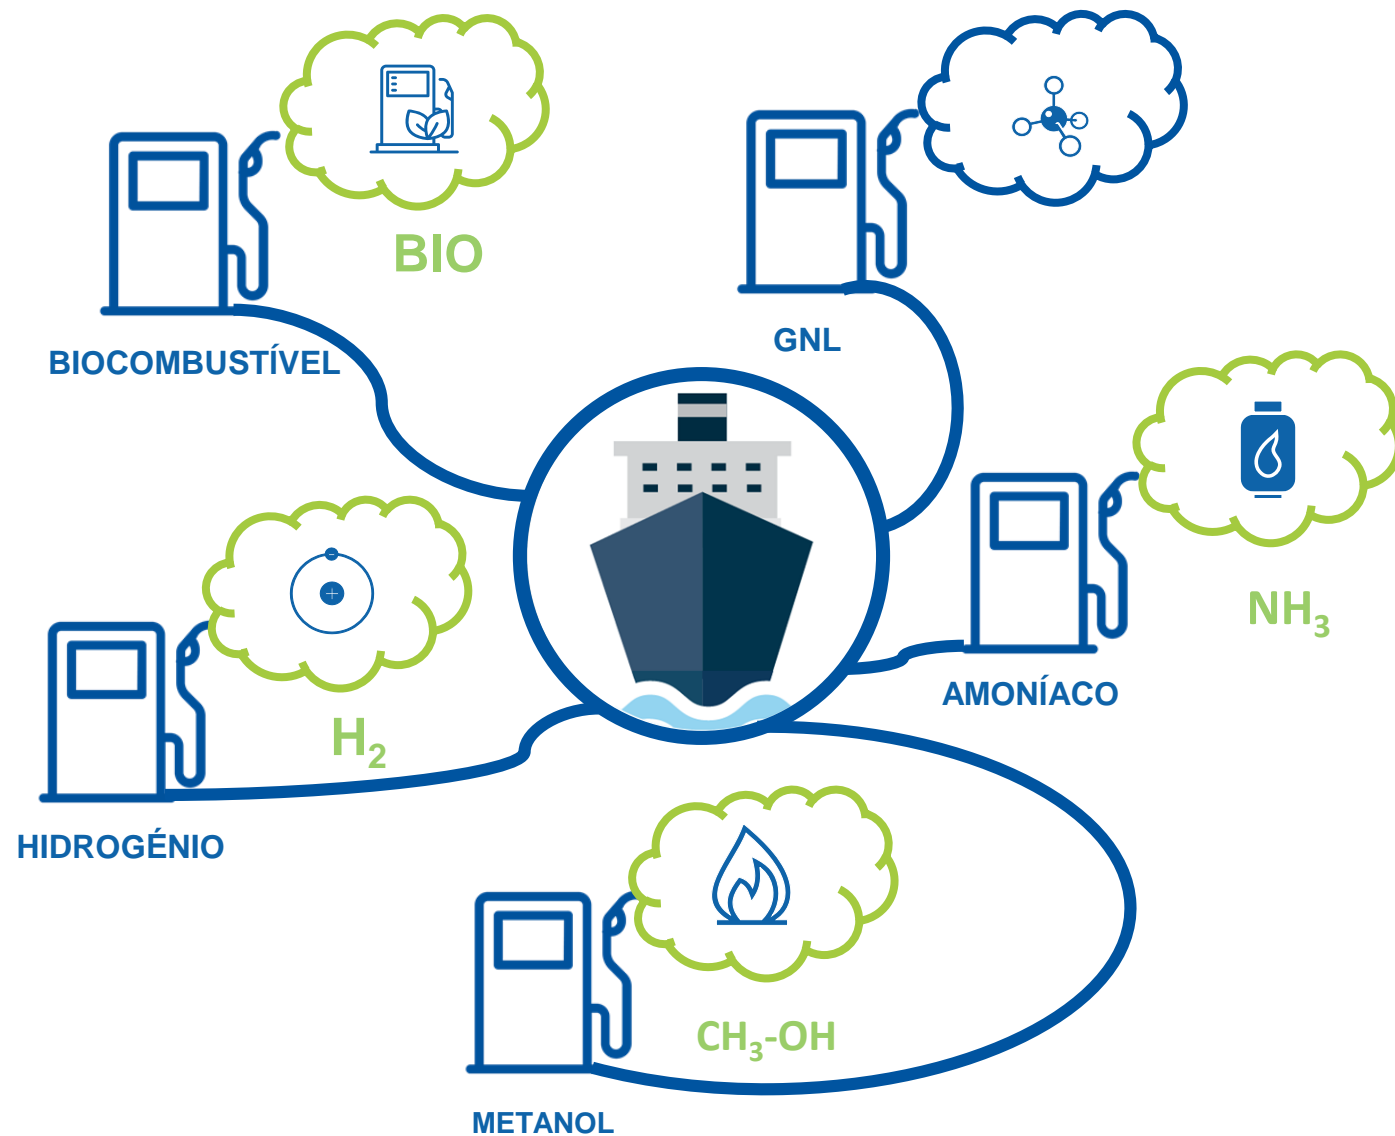 BIO
BIOCOMBUSTÍVEL
GNL
NH₃
AMONÍACO
H₂
HIDROGÉNIO
CH₃-OH
METANOL